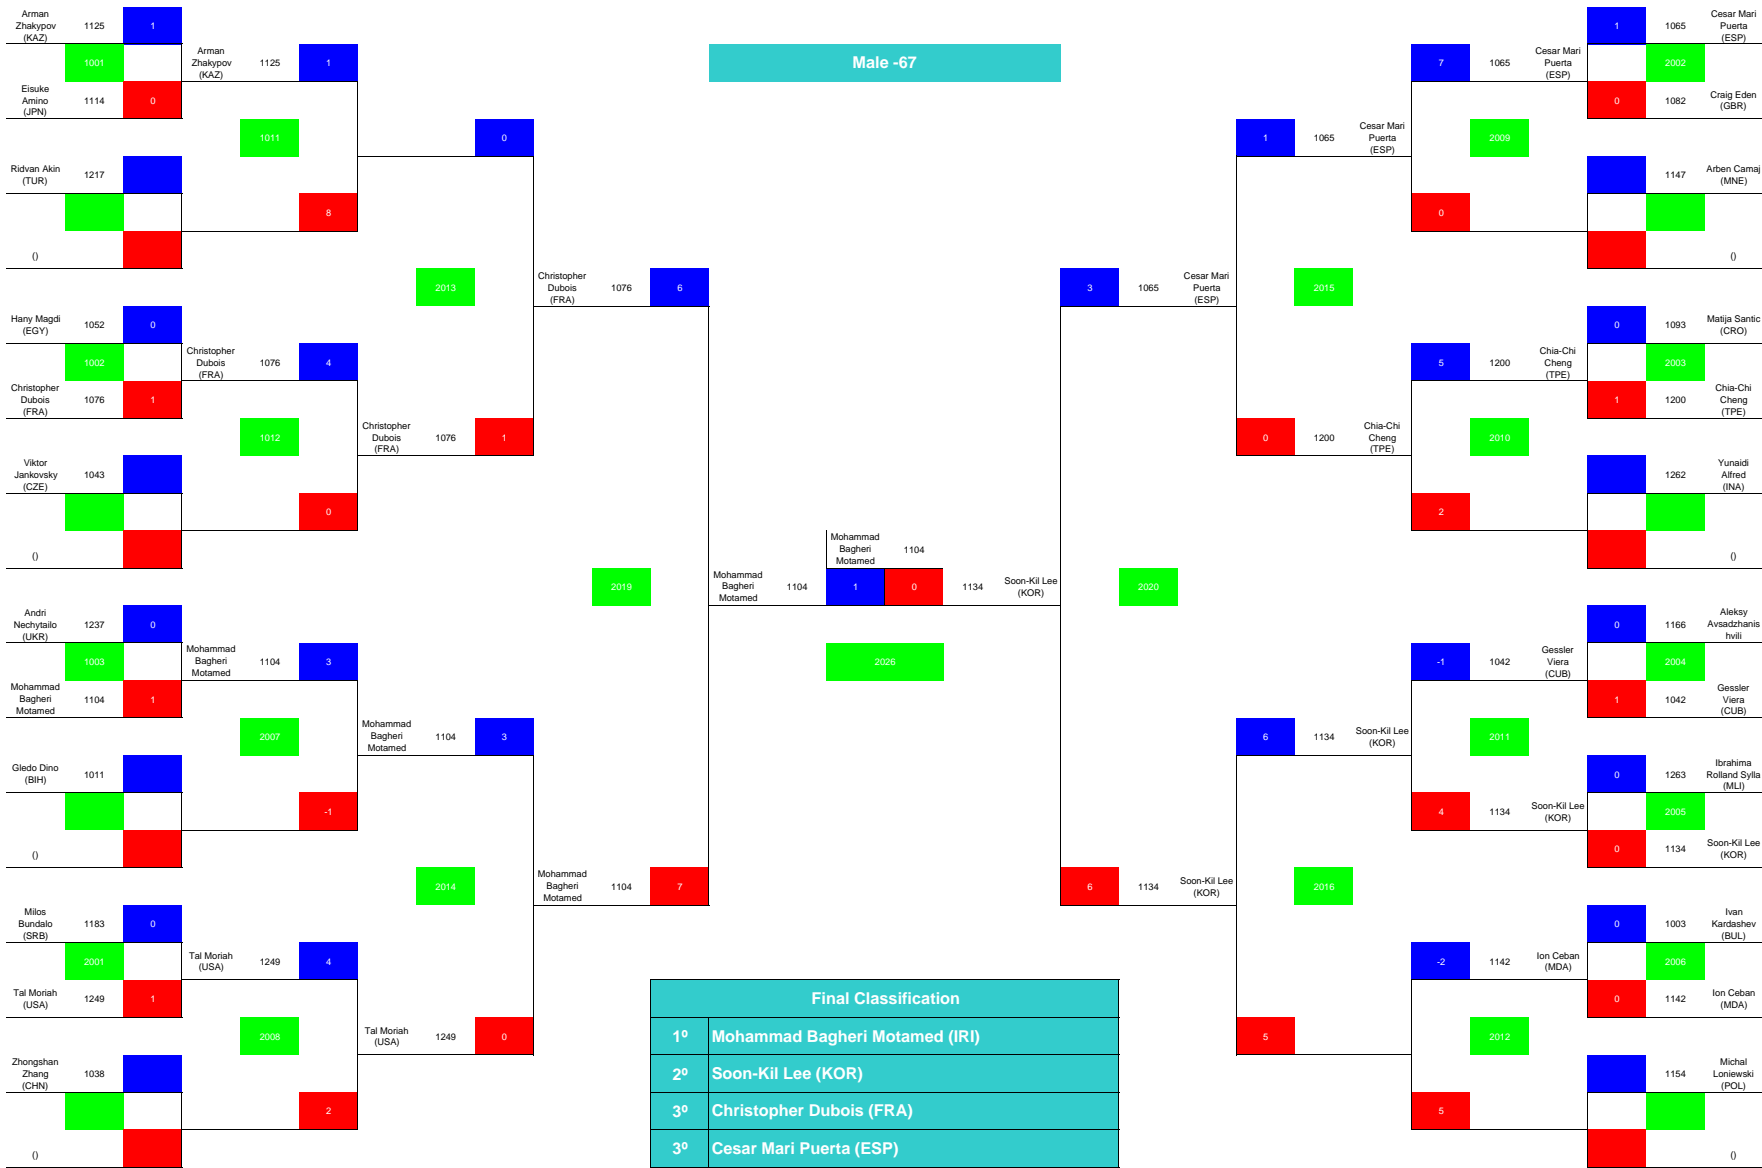 Male -67
Arman
Zhakypov
(KAZ)
1125
1
1001
Eisuke
Amino
(JPN)
1114
0
Arman
Zhakypov
(KAZ)
1125
1
1011
Ridvan Akin
(TUR)
1217
()
8
0
2013
Hany Magdi
(EGY)
1052
0
1002
Christopher
Dubois
(FRA)
1076
1
Christopher
Dubois
(FRA)
1076
4
1012
Viktor
Jankovsky
(CZE)
1043
()
0
Christopher
Dubois
(FRA)
1076
1
Christopher
Dubois
(FRA)
1076
6
2019
Andri
Nechytailo
(UKR)
1237
0
1003
Mohammad
Bagheri
Motamed
1104
1
Mohammad
Bagheri
Motamed
1104
3
2007
Gledo Dino
(BIH)
1011
()
-1
Mohammad
Bagheri
Motamed
1104
3
2014
Milos
Bundalo
(SRB)
1183
0
2001
Tal Moriah
(USA)
1249
1
Tal Moriah
(USA)
1249
4
2008
Zhongshan
Zhang
(CHN)
1038
()
2
Tal Moriah
(USA)
1249
0
Mohammad
Bagheri
Motamed
1104
7
Mohammad
Bagheri
Motamed
1104
Mohammad
Bagheri
Motamed
1104
1
0
1134
Soon-Kil Lee
(KOR)
2026
2020
3
1065
Cesar Mari
Puerta
(ESP)
2015
1
1065
Cesar Mari
Puerta
(ESP)
2009
7
1065
Cesar Mari
Puerta
(ESP)
1
1065
Cesar Mari
Puerta
(ESP)
2002
0
1082
Craig Eden
(GBR)
0
1147
Arben Camaj
(MNE)
()
0
1200
Chia-Chi
Cheng
(TPE)
2010
5
1200
Chia-Chi
Cheng
(TPE)
0
1093
Matija Santic
(CRO)
2003
1
1200
Chia-Chi
Cheng
(TPE)
2
1262
Yunaidi
Alfred
(INA)
()
6
1134
Soon-Kil Lee
(KOR)
2016
6
1134
Soon-Kil Lee
(KOR)
2011
-1
1042
Gessler
Viera
(CUB)
0
1166
Aleksy
Avsadzhanis
hvili
2004
1
1042
Gessler
Viera
(CUB)
4
1134
Soon-Kil Lee
(KOR)
0
1263
Ibrahima
Rolland Sylla
(MLI)
2005
0
1134
Soon-Kil Lee
(KOR)
5
2012
-2
1142
Ion Ceban
(MDA)
0
1003
Ivan
Kardashev
(BUL)
2006
0
1142
Ion Ceban
(MDA)
5
1154
Michal
Loniewski
(POL)
()
Final Classification
1º Mohammad Bagheri Motamed (IRI)
2º Soon-Kil Lee (KOR)
3º Christopher Dubois (FRA)
3º Cesar Mari Puerta (ESP)